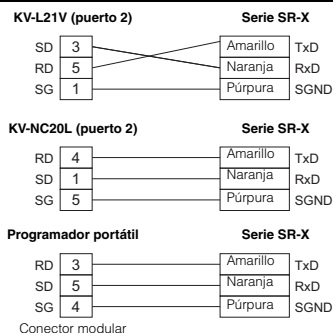 KV-L21V (puerto 2) Serie SR-X
SD 3 Amarillo TxD
RD 5 Naranja RxD
SG 1 Púrpura SGND
KV-NC20L (puerto 2) Serie SR-X
RD 4 Amarillo TxD
SD 1 Naranja RxD
SG 5 Púrpura SGND
Programador portátil Serie SR-X
RD 3 Amarillo TxD
SD 5 Naranja RxD
SG 4 Púrpura SGND
Conector modular